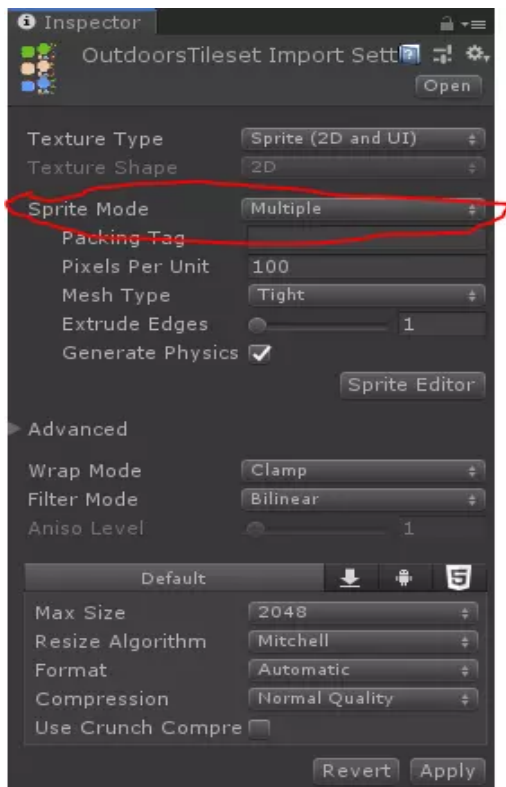 Inspector
OutdoorsTileset Import Sett
Open
Texture Type Sprite (2D and UI)
Texture Shape 2D
Sprite Mode Multiple
Packing Tag
Pixels Per Unit 100
Mesh Type Tight
Extrude Edges 1
Generate Physics
Sprite Editor
Advanced
Wrap Mode Clamp
Filter Mode Bilinear
Aniso Level 1
Default 5
Max Size 2048
Resize Algorithm Mitchell
Format Automatic
Compression Normal Quality
Use Crunch Compre
Revert Apply